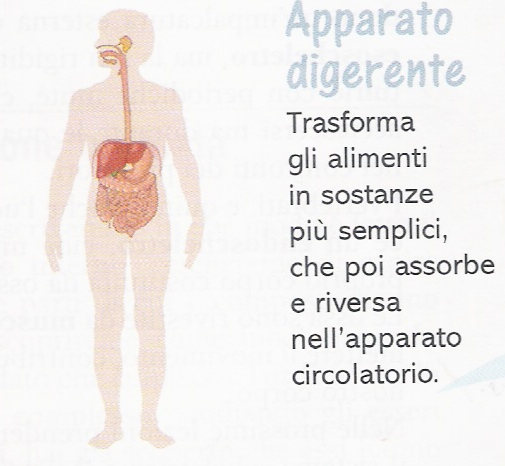 Apparato
digerente
Trasforma
gli alimenti
in sostanze
più semplici,
che poi assorbe
e riversa
nell'apparato
circolatorio.